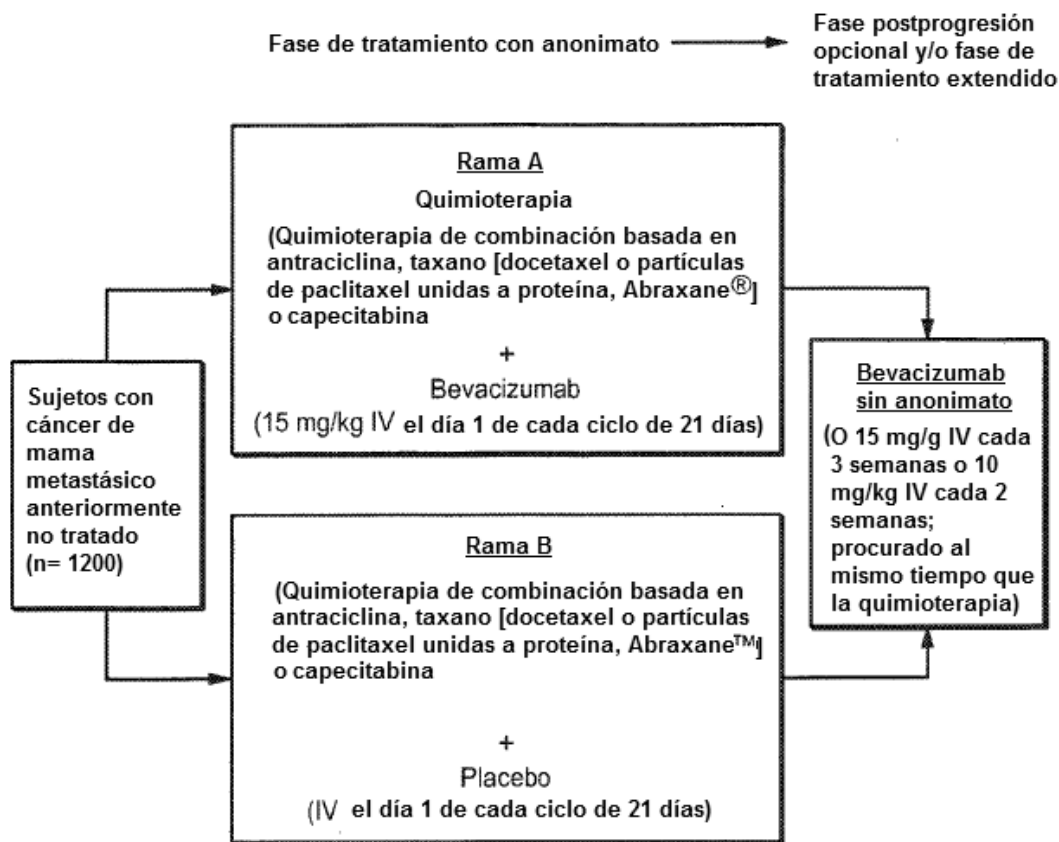 Fase de tratamiento con anonimato
Fase postprogresión
opcional y/o fase de
tratamiento extendido
Sujetos con
cáncer de
mama
metastásico
anteriormente
no tratado
(n= 1200)
Rama A
Quimioterapia
(Quimioterapia de combinación basada en
antraciclina, taxano [docetaxel o partículas
de paclitaxel unidas a proteína, Abraxane®]
o capecitabina
+
Bevacizumab
(15 mg/kg IV el día 1 de cada ciclo de 21 días)
Rama B
(Quimioterapia de combinación basada en
antraciclina, taxano [docetaxel o partículas
de paclitaxel unidas a proteína, Abraxane™]
o capecitabina
+
Placebo
(IV el día 1 de cada ciclo de 21 días)
Bevacizumab
sin anonimato
(O 15 mg/g IV cada
3 semanas o 10
mg/kg IV cada 2
semanas;
procurado al
mismo tiempo que
la quimioterapia)